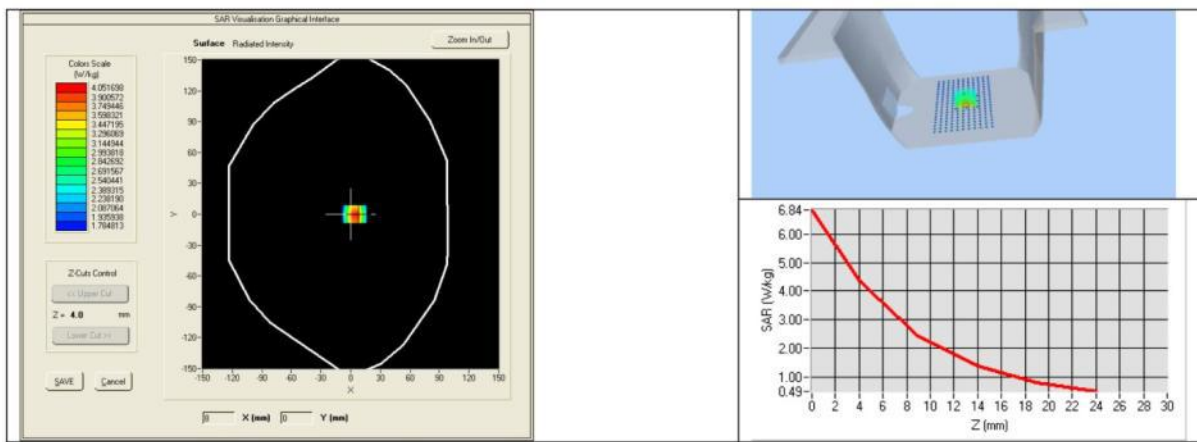 SAR Visualisation Graphical Interface
Surface Radiated Intensity
Zoom In/Out
Colors Scale
(W/kg)
4.051698
3.900572
3.749446
3.598321
3.447195
3.296069
3.144944
2.993818
2.842692
2.691567
2.540441
2.389315
2.238190
2.087064
1.935938
1.784813
Z-Cuts Control
<< Upper Cut
Z = 4.0 mm
Lower Cut >>
SAVE Cancel
150
120
90
60
30
0
-30
-60
-90
-120
-150
Y
-150 -120 -90 -60 -30 0 30 60 90 120 150
X
8 X (mm) 0 Y (mm)
6.84
6.00
5.00
4.00
3.00
2.00
1.00
0.49
SAR (W/kg)
0 2 4 6 8 10 12 14 16 18 20 22 24 26 28 30
Z (mm)